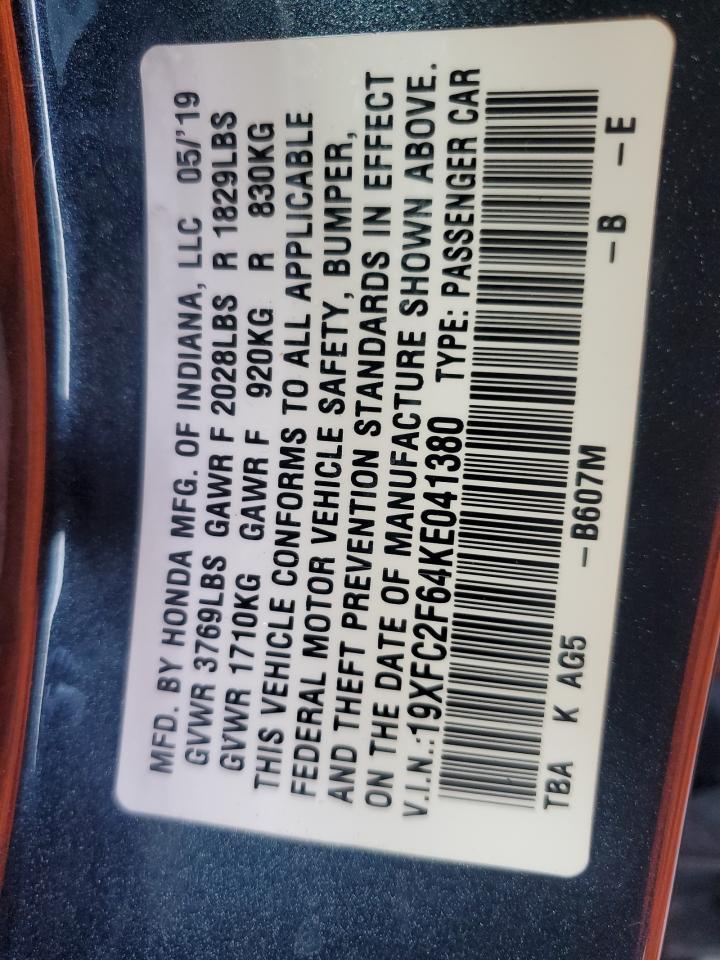 MFD. BY HONDA MFG. OF INDIANA, LLC 05/'19
GVWR 3769LBS GAWR F 2028LBS R 1829LBS
GVWR 1710KG GAWR F 920KG R 830KG
THIS VEHICLE CONFORMS TO ALL APPLICABLE
FEDERAL MOTOR VEHICLE SAFETY, BUMPER,
AND THEFT PREVENTION STANDARDS IN EFFECT
ON THE DATE OF MANUFACTURE SHOWN ABOVE.
V.I.N.:19XFC2F64KE041380 TYPE: PASSENGER CAR
TBA K AG5 –B607M –B –E